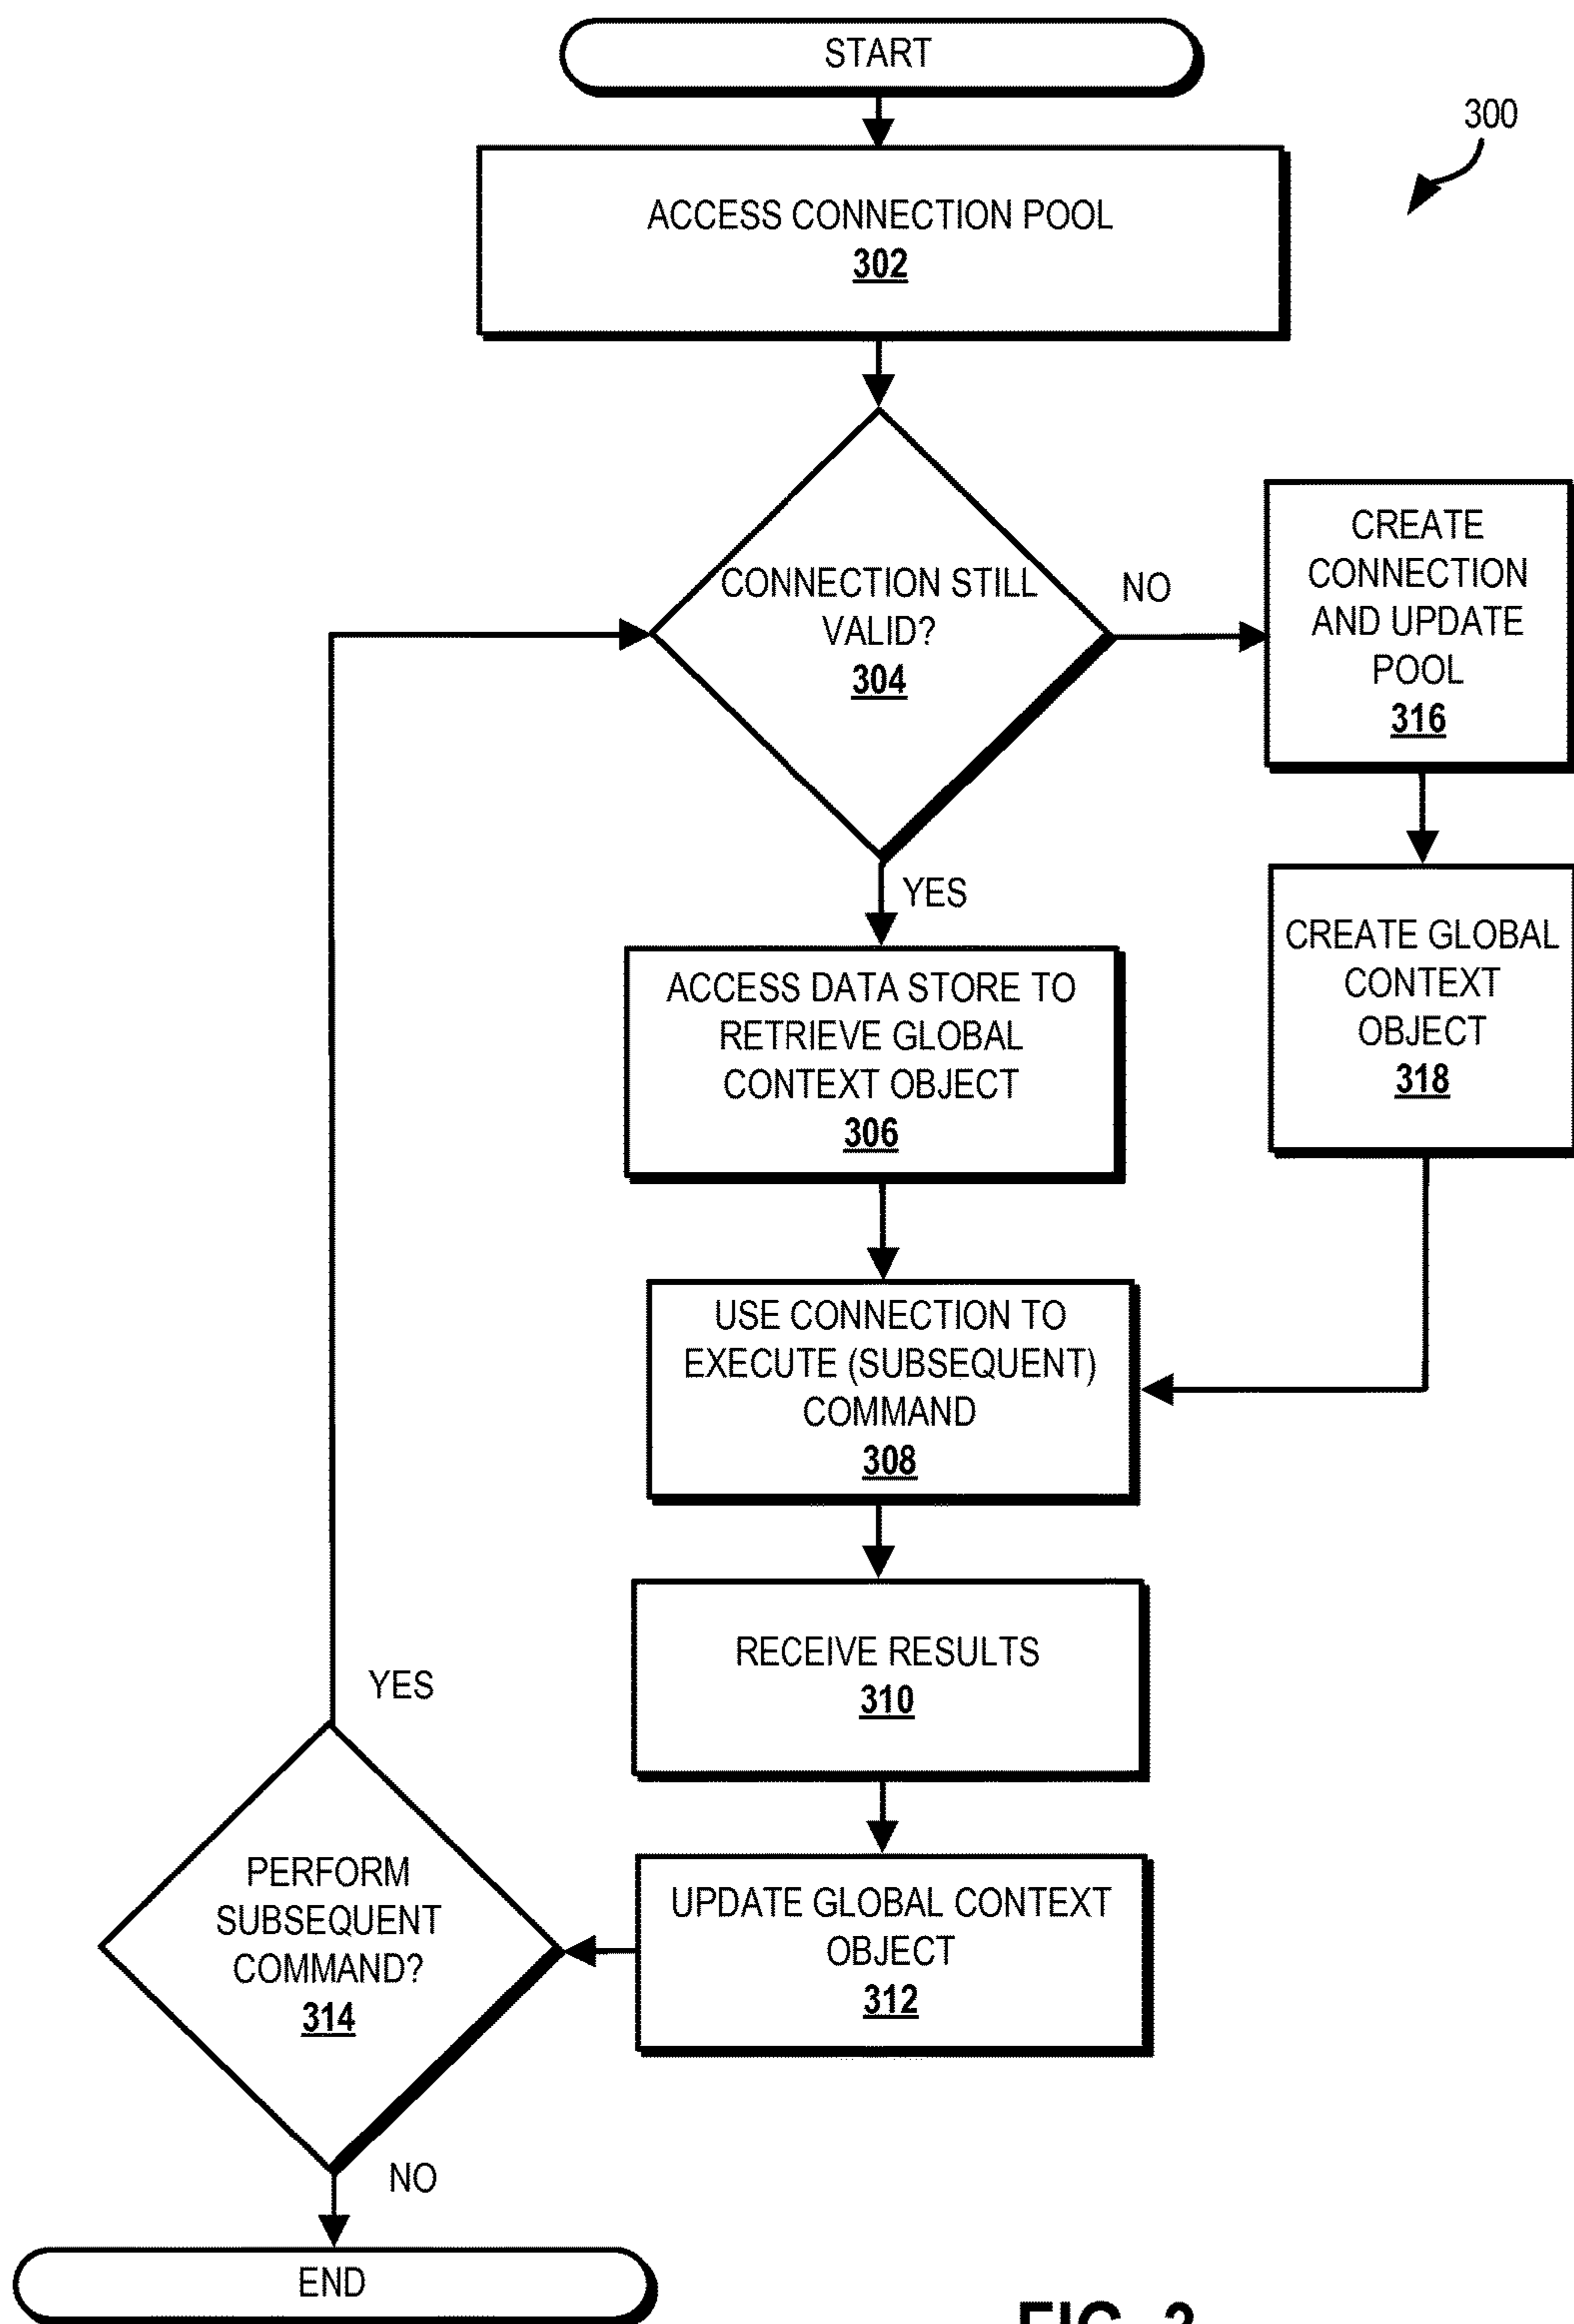 START
300
ACCESS CONNECTION POOL
302
CONNECTION STILL
VALID?
304
NO
CREATE
CONNECTION
AND UPDATE
POOL
316
YES
CREATE GLOBAL
CONTEXT
OBJECT
318
ACCESS DATA STORE TO
RETRIEVE GLOBAL
CONTEXT OBJECT
306
USE CONNECTION TO
EXECUTE (SUBSEQUENT)
COMMAND
308
RECEIVE RESULTS
310
YES
UPDATE GLOBAL CONTEXT
OBJECT
312
PERFORM
SUBSEQUENT
COMMAND?
314
NO
END
FIG.